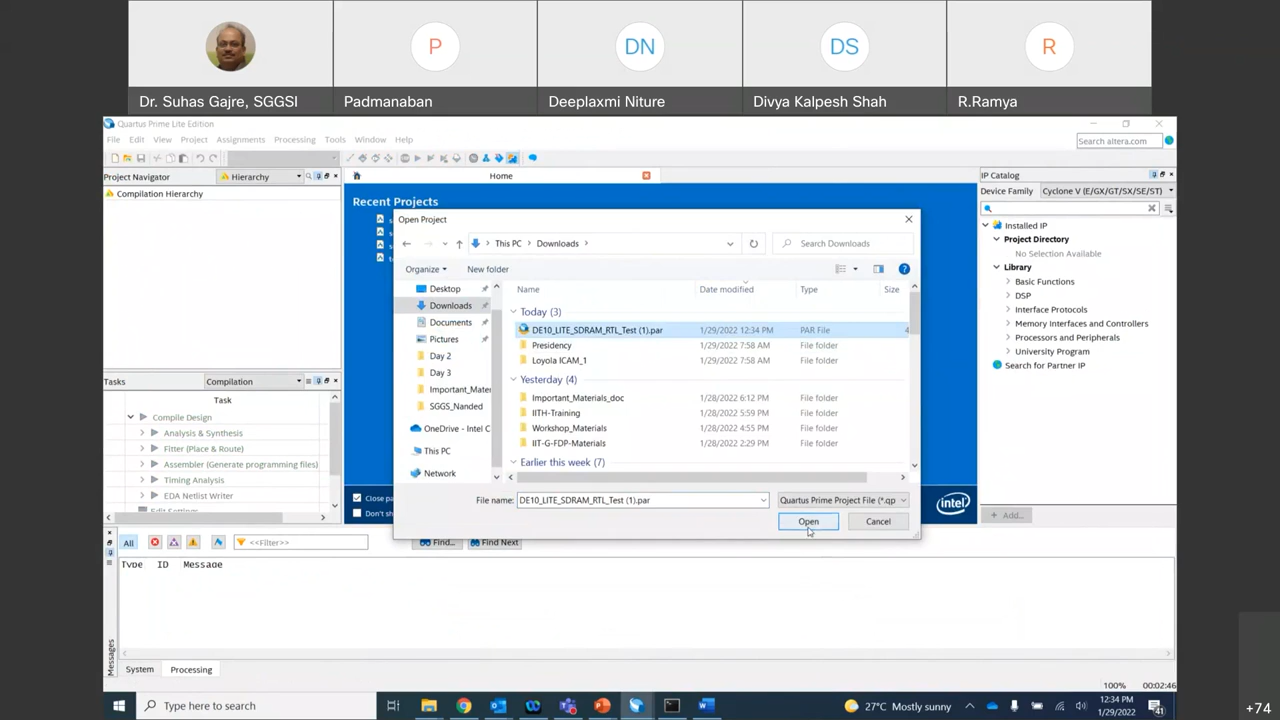 P
DN
DS
R
Dr. Suhas Gajre, SGGSI
Padmanaban
Deeplaxmi Niture
Divya Kalpesh Shah
R.Ramya
Quartus Prime Lite Edition
File Edit View Project Assignments Processing Tools Window Help
Search altera.com
Project Navigator
Hierarchy
Home
IP Catalog
Compilation Hierarchy
Recent Projects
Device Family
Cyclone V (E/GX/GT/SX/SE/ST)
Installed IP
Project Directory
No Selection Available
Library
Basic Functions
DSP
Interface Protocols
Memory Interfaces and Controllers
Processors and Peripherals
University Program
Search for Partner IP
Add...
Open Project
This PC
Downloads
Search Downloads
Organize
New folder
Desktop
Downloads
Documents
Pictures
Day 2
Day 3
Important_Mater
SGGS_Nanded
OneDrive - Intel C
This PC
Network
Name Date modified Type Size
Today (3)
DE10_LITE_SDRAM_RTL_Test (1).par 1/29/2022 12:34 PM PAR File 4
Presidency 1/29/2022 7:58 AM File folder
Loyola ICAM_1 1/29/2022 7:58 AM File folder
Yesterday (4)
Important_Materials_doc 1/28/2022 6:12 PM File folder
IITH-Training 1/28/2022 5:59 PM File folder
Workshop_Materials 1/28/2022 4:55 PM File folder
IIT-G-FDP-Materials 1/28/2022 2:29 PM File folder
Earlier this week (7)
File name: DE10_LITE_SDRAM_RTL_Test (1).par
Quartus Prime Project File (*.qp
Open
Cancel
Tasks
Compilation
Task
Compile Design
Analysis & Synthesis
Fitter (Place & Route)
Assembler (Generate programming files)
Timing Analysis
EDA Netlist Writer
Edit Settings
Close pa
Don't sh
intel
All
<<Filter>>
Find...
Find Next
Type ID Message
Messages
System
Processing
100% 00:02:46
Type here to search
27°C Mostly sunny
12:34 PM
1/29/2022
41
+74